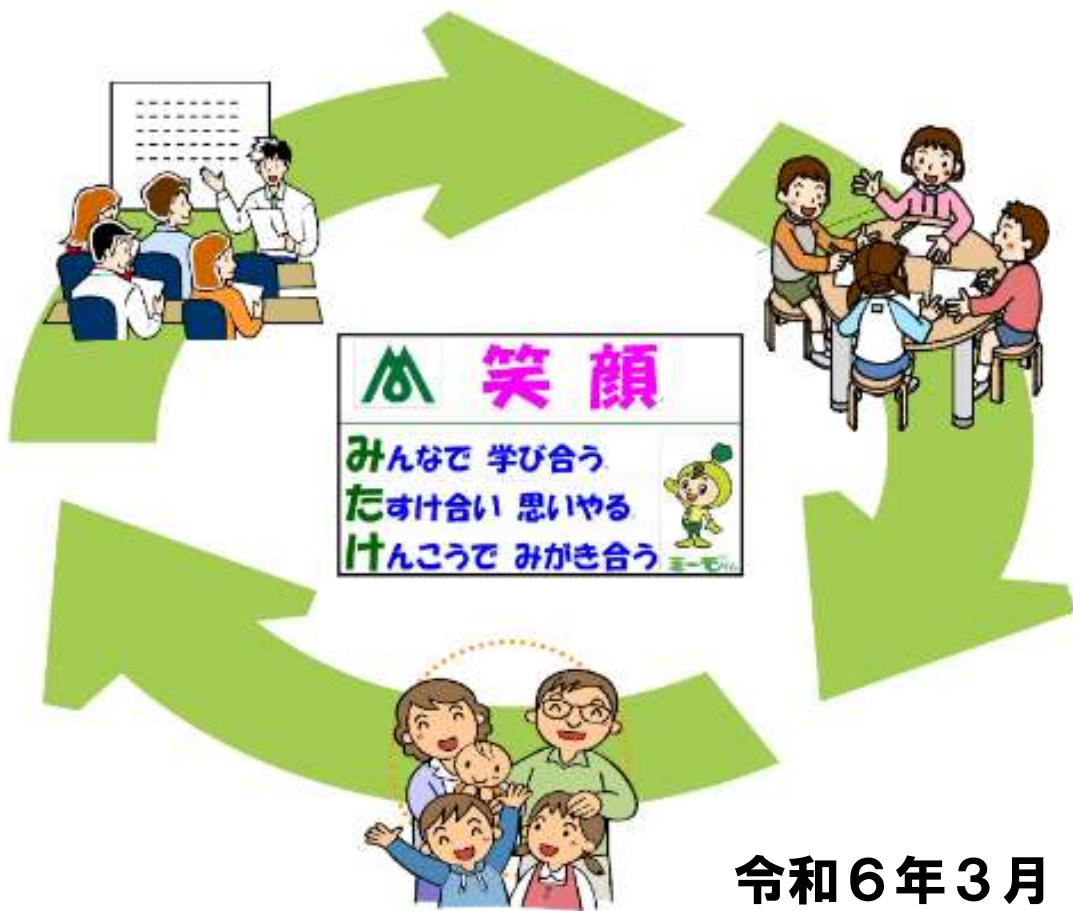 笑顔
みんなで 学び合う
たすけ合い 思いやる
けんこうで みがき合う
ミーモ
令和6年3月